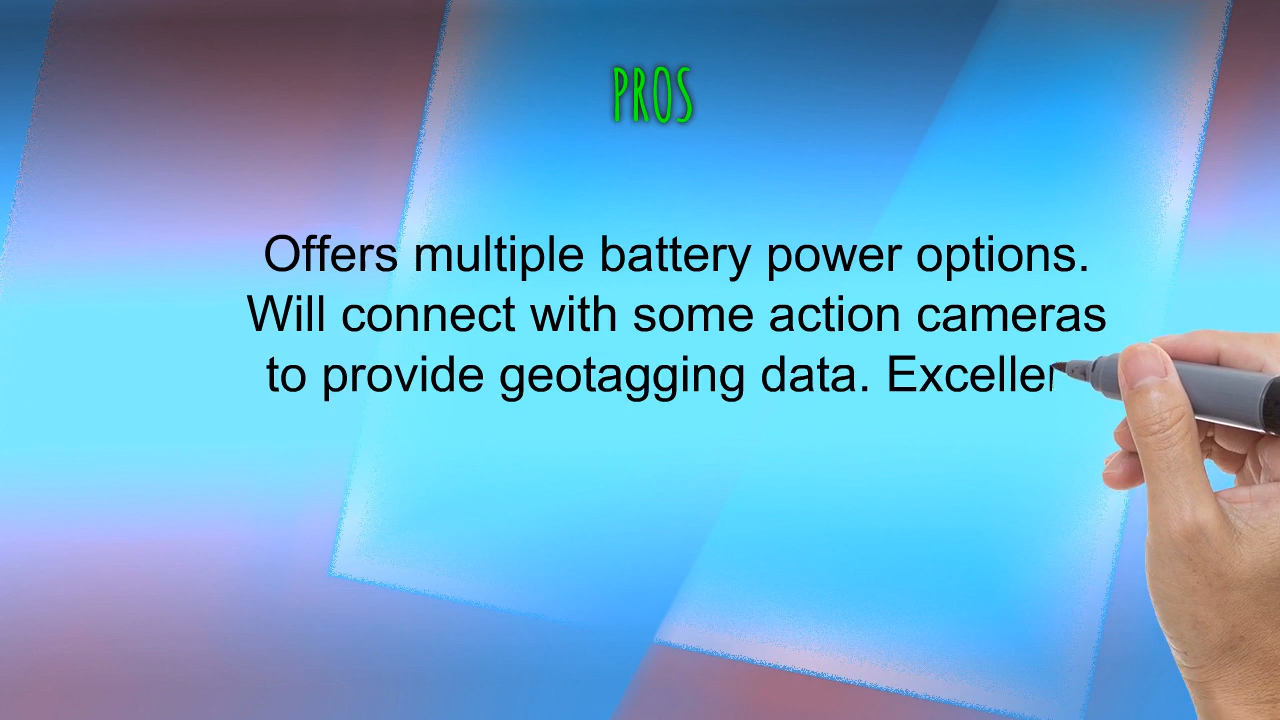 PROS
Offers multiple battery power options.
Will connect with some action cameras
to provide geotagging data.